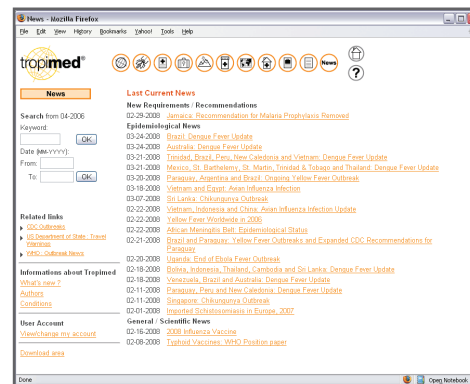 News - Mozilla Firefox
File Edit View History Bookmarks Yahoo! Tools Help
tropimed®
News
?
News
Search from 04-2006
Keyword:
OK
Date (MM-YYYY):
From:
To:
OK
Related links
CDC Outbreaks
US Department of State : Travel
Warnings
WHO : Outbreak News
Informations about Tropimed
What's new ?
Authors
Conditions
User Account
View/change my account
Download area
Last Current News
New Requirements / Recommendations
02-29-2008 Jamaica: Recommendation for Malaria Prophylaxis Removed
Epidemiological News
03-24-2008 Brazil: Dengue Fever Update
03-24-2008 Australia: Dengue Fever Update
03-21-2008 Trinidad, Brazil, Peru, New Caledonia and Vietnam: Dengue Fever Update
03-21-2008 Mexico, St. Barthelemy, St. Martin, Trinidad & Tobago and Thailand: Dengue Fever Update
03-20-2008 Paraguay, Argentina and Brazil: Ongoing Yellow Fever Outbreak
03-18-2008 Vietnam and Egypt: Avian Influenza Infection
03-07-2008 Sri Lanka: Chikungunya Outbreak
02-22-2008 Vietnam, Indonesia and China: Avian Influenza Infection Update
02-22-2008 Yellow Fever Worldwide in 2006
02-22-2008 African Meningitis Belt: Epidemiological Status
02-21-2008 Brazil and Paraguay: Yellow Fever Outbreaks and Expanded CDC Recommendations for
Paraguay
02-20-2008 Uganda: End of Ebola Fever Outbreak
02-18-2008 Bolivia, Indonesia, Thailand, Cambodia and Sri Lanka: Dengue Fever Update
02-18-2008 Venezuela, Brazil and Australia: Dengue Fever Update
02-11-2008 Paraguay, Peru and New Caledonia: Dengue Fever Update
02-11-2008 Singapore: Chikungunya Outbreak
02-01-2008 Imported Schistosomiasis in Europe, 2007
General / Scientific News
02-16-2008 2008 Influenza Vaccine
02-08-2008 Typhoid Vaccines: WHO Position paper
Done
Open Notebook